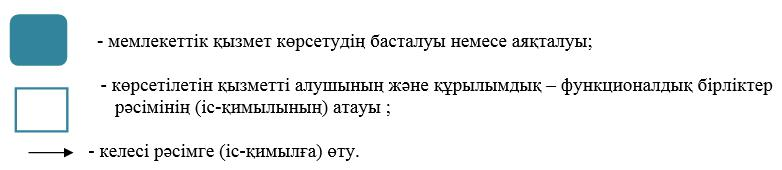 - мемлекеттік қызмет көрсетудің басталуы немесе аяқталуы;
- көрсетілетін қызметті алушының және құрылымдық – функционалдық бірліктер
рәсімінің (іс-қимылының) атауы ;
- келесі рәсімге (іс-қимылға) өту.